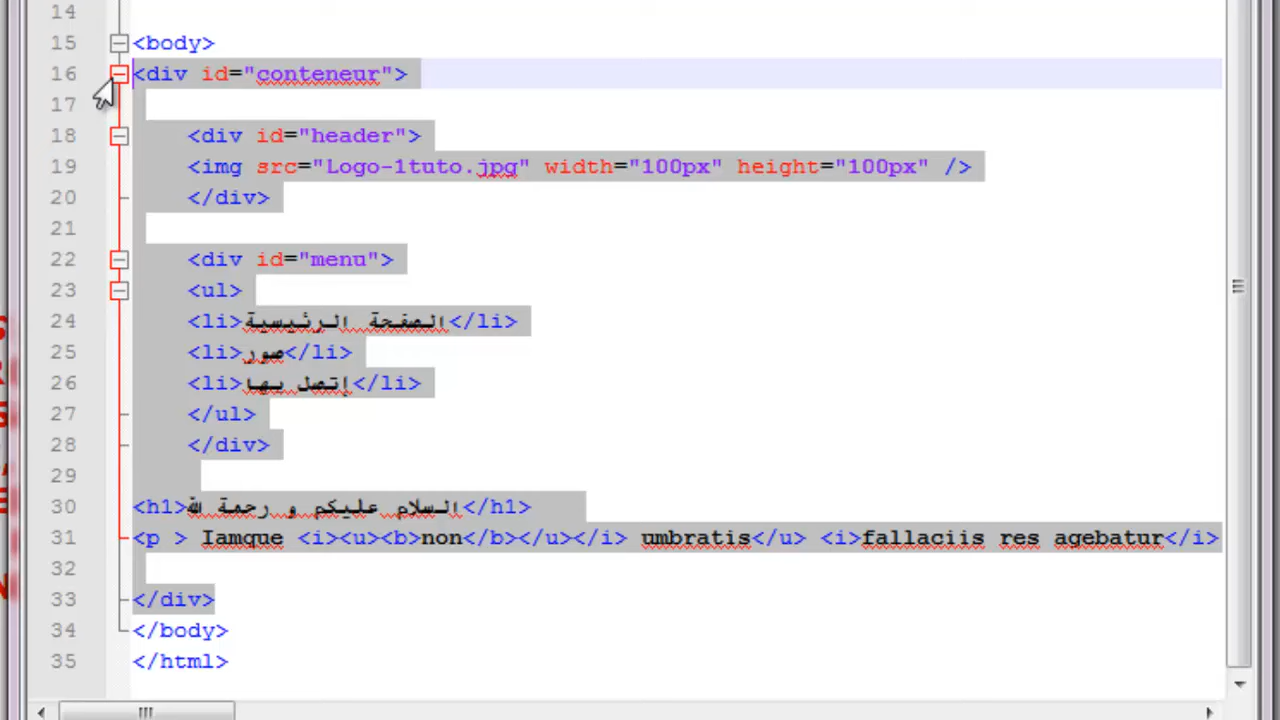 14
15 <body>
16 <div id="conteneur">
17
18 <div id="header">
19 <img src="Logo-1tuto.jpg" width="100px" height="100px" />
20 </div>
21
22 <div id="menu">
23 <ul>
24 <li>الصفحة الرئيسية</li>
25 <li>صور</li>
26 <li>إتصل بها</li>
27 </ul>
28 </div>
29
30 <h1>السلام عليكم و رحمة الله</h1>
31 <p > Iamque <i><u><b>non</b></u></i> umbratis</u> <i>fallaciis res agebatur</i>
32
33 </div>
34 </body>
35 </html>